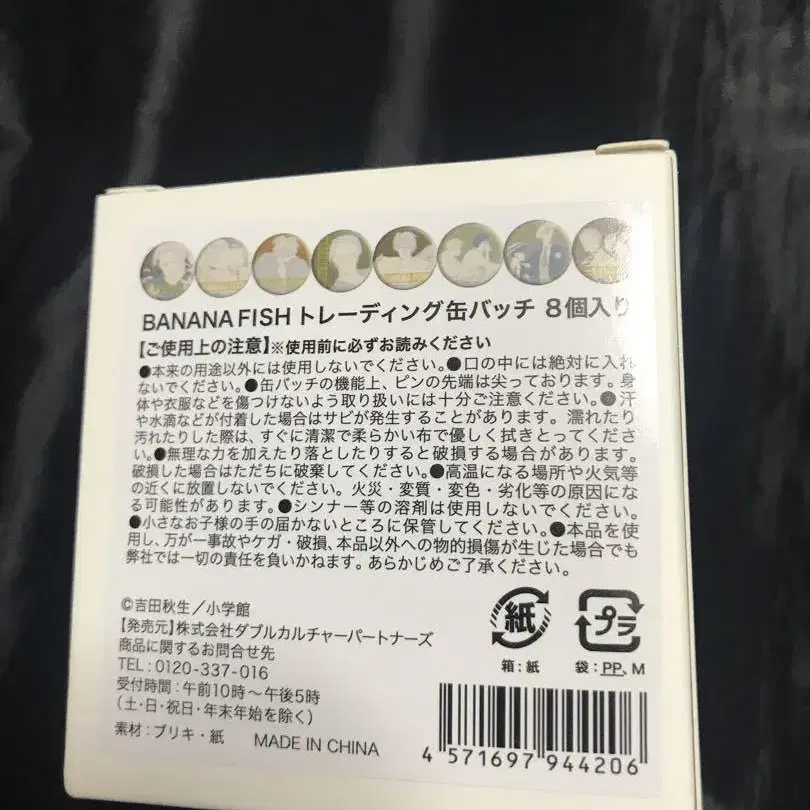 BANANA FISH トレーディング缶バッチ 8個入り
【ご使用上の注意】※使用前に必ずお読みください
●本来の用途以外には使用しないでください。●口の中には絶対に入れ
ないでください。●缶バッチの機能上、ピンの先端は尖っております。身
体や衣服などを傷つけないよう取り扱いには十分ご注意ください。●汗
や水滴などが付着した場合はサビが発生することがあります。濡れたり
汚れたりした際は、すぐに清潔で柔らかい布で優しく拭きとってくださ
い。●無理な力を加えたり落としたりすると破損する場合があります。
破損した場合はただちに破棄してください。●高温になる場所や火気等
の近くに放置しないでください。火災・変質・変色・劣化等の原因にな
る可能性があります。●シンナー等の溶剤は使用しないでください。
●小さなお子様の手の届かないところに保管してください。●本品を使
用し、万が一事故やケガ・破損、本品以外への物的損傷が生じた場合でも
弊社では一切の責任を負いかねます。あらかじめご了承ください。
©吉田秋生/小学館
【発売元】株式会社ダブルカルチャーパートナーズ
商品に関するお問合せ先
TEL:0120-337-016
受付時間:午前10時〜午後5時
(土・日・祝日・年末年始を除く)
素材:ブリキ・紙 MADE IN CHINA
紙
箱:紙
プラ
袋:PP、M
4 571697 944206